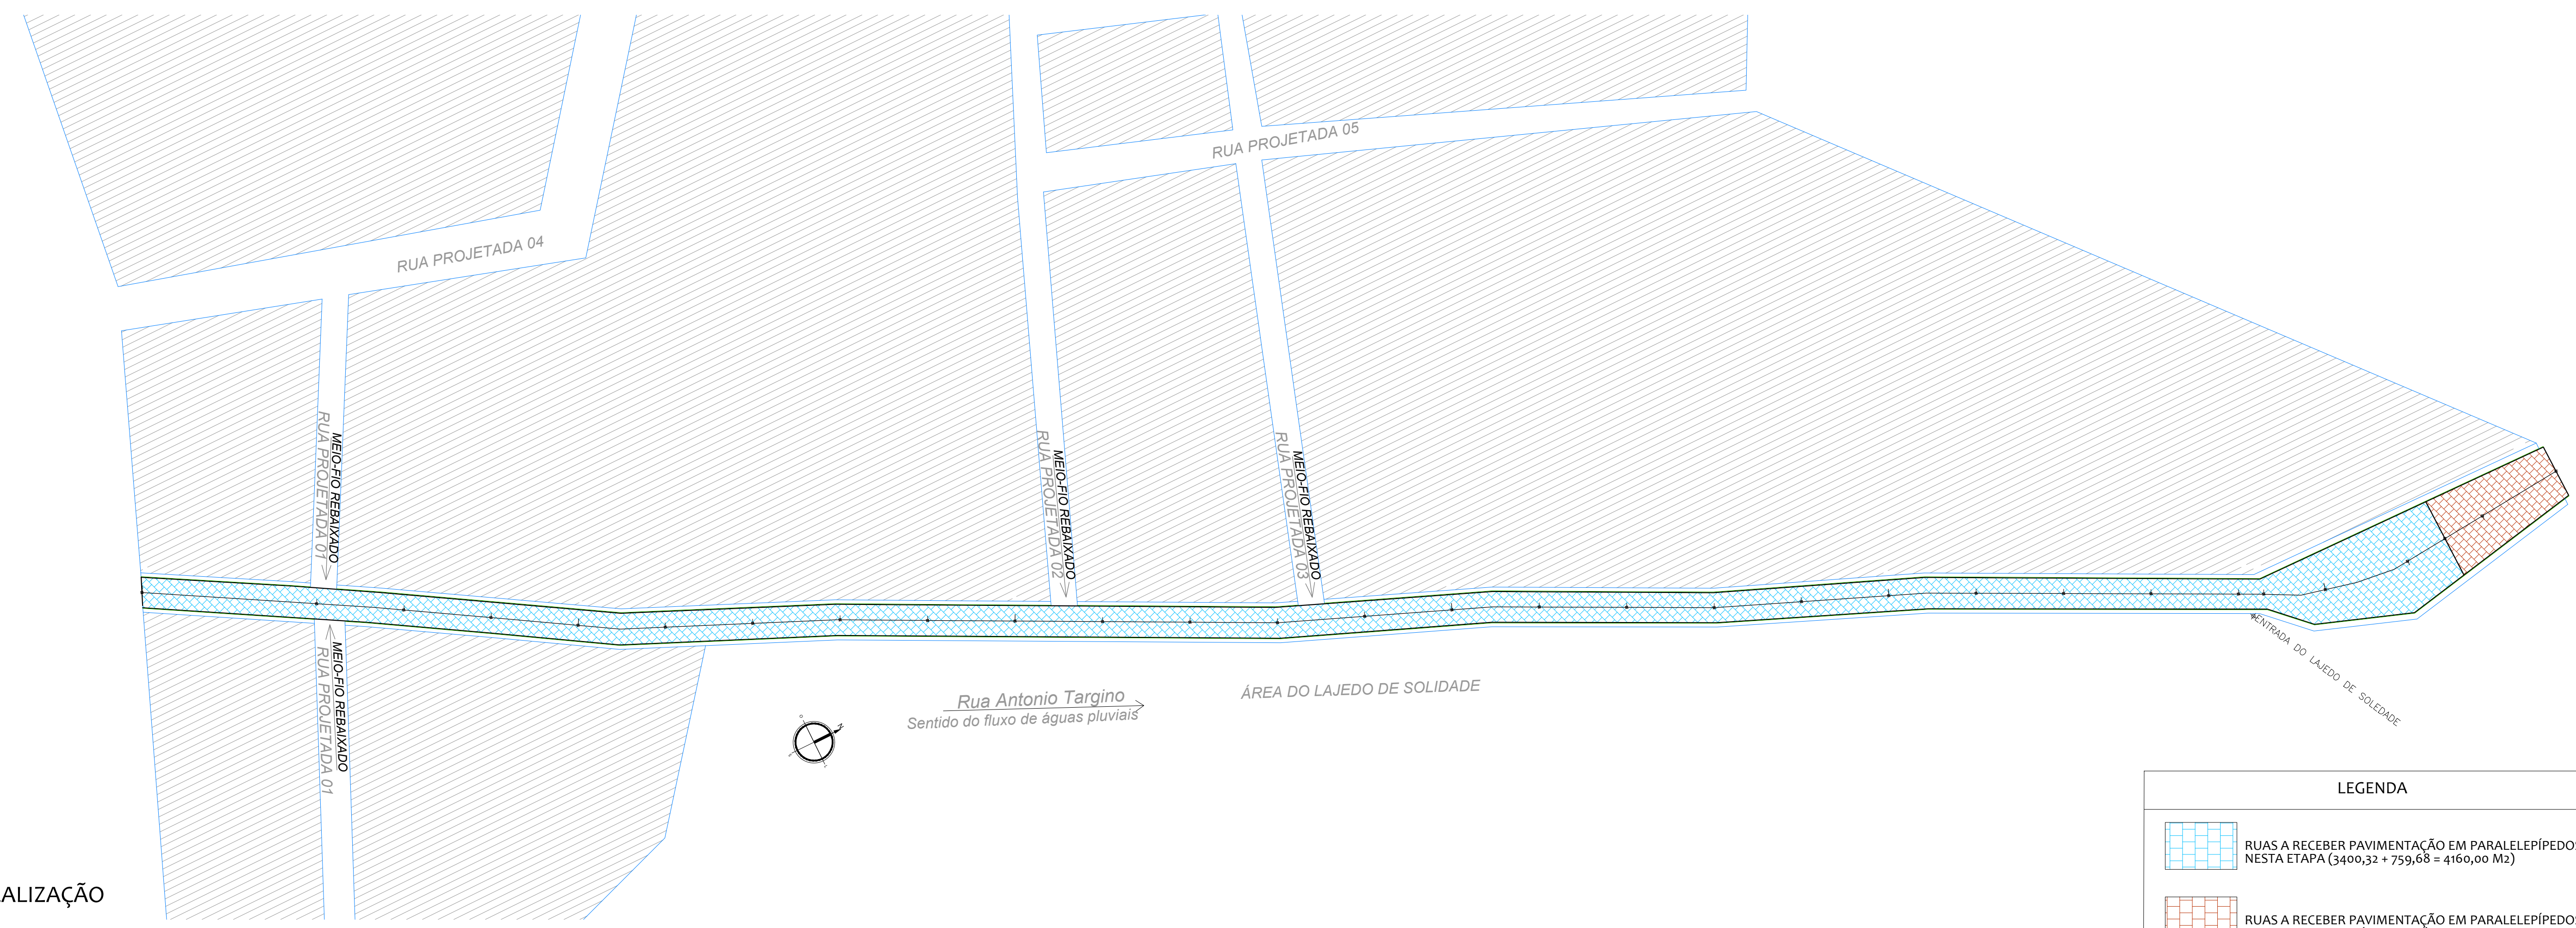 RUA PROJETADA 05
RUA PROJETADA 04
MEIO-FIO REBAIXADO
RUA PROJETADA 01
MEIO-FIO REBAIXADO
RUA PROJETADA 02
MEIO-FIO REBAIXADO
RUA PROJETADA 03
MEIO-FIO REBAIXADO
RUA PROJETADA 01
ENTRADA DO LAJEDO DE SOLEDADE
Rua Antonio Targino
Sentido do fluxo de águas pluviais
ÁREA DO LAJEDO DE SOLIDADE
N
LEGENDA
RUAS A RECEBER PAVIMENTAÇÃO EM PARALELEPÍPEDO
NESTA ETAPA (3400,32 + 759,68 = 4160,00 M2)
ALIZAÇÃO
RUAS A RECEBER PAVIMENTAÇÃO EM PARALELEPÍPEDO